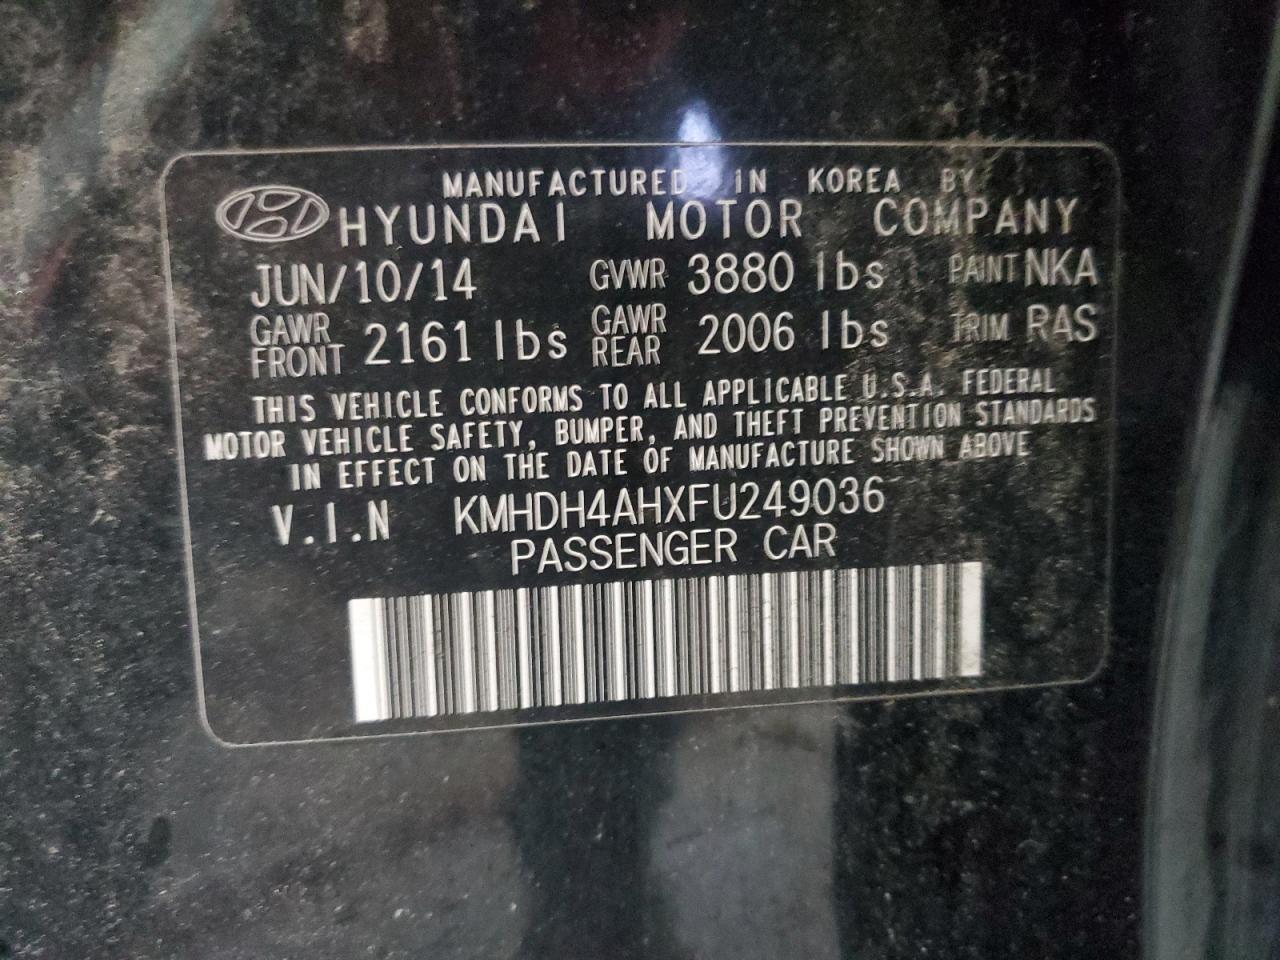 MANUFACTURED IN KOREA BY
HYUNDAI MOTOR COMPANY
JUN/10/14 GVWR 3880 lbs PAINT NKA
GAWR FRONT 2161 lbs GAWR REAR 2006 lbs TRIM RAS
THIS VEHICLE CONFORMS TO ALL APPLICABLE U.S.A. FEDERAL
MOTOR VEHICLE SAFETY, BUMPER, AND THEFT PREVENTION STANDARDS
IN EFFECT ON THE DATE OF MANUFACTURE SHOWN ABOVE
V.I.N KMHDH4AHXFU249036
PASSENGER CAR